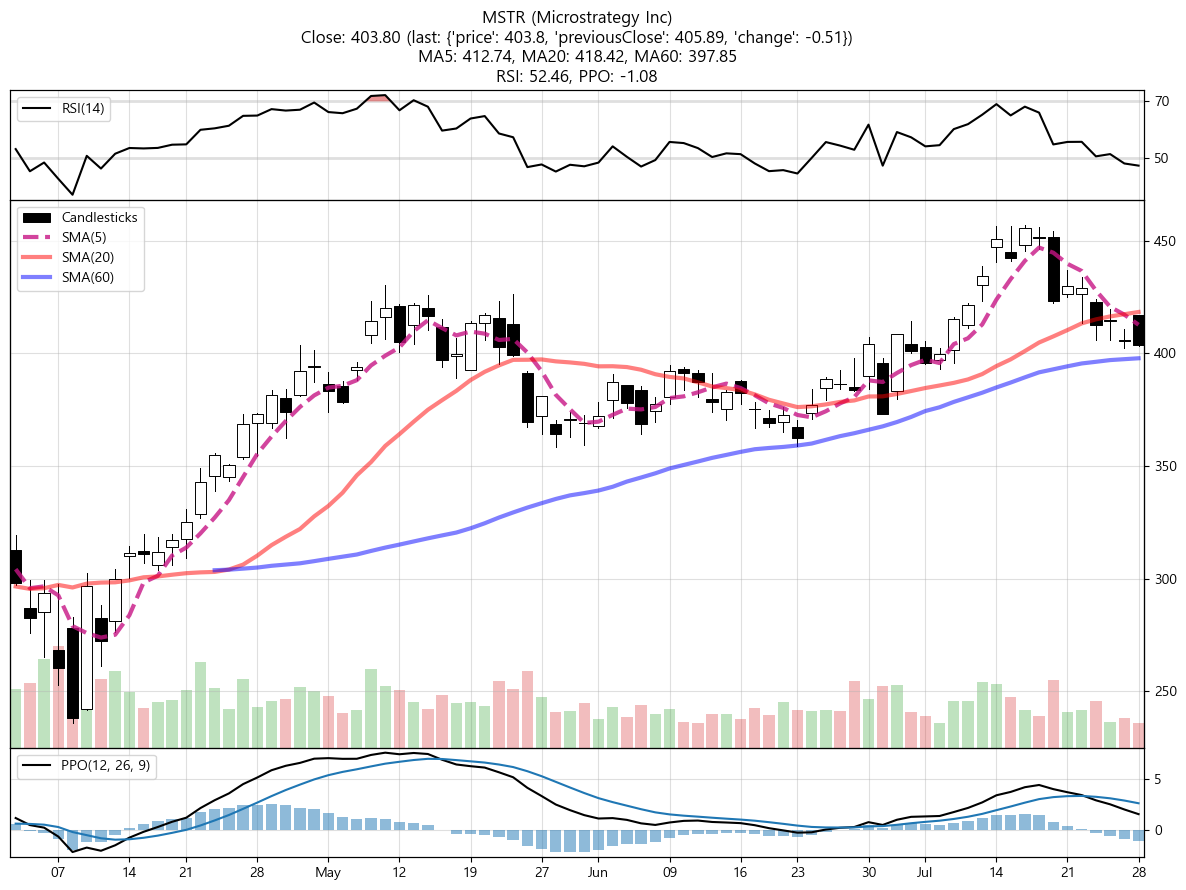 MSTR (Microstrategy Inc)
Close: 403.80 (last: {'price': 403.8, 'previousClose': 405.89, 'change': -0.51})
MA5: 412.74, MA20: 418.42, MA60: 397.85
RSI: 52.46, PPO: -1.08
RSI(14)
70
50
Candlesticks
SMA(5)
SMA(20)
SMA(60)
450
400
350
300
250
PPO(12, 26, 9)
5
0
07 14 21 28 May 12 19 27 Jun 09 16 23 30 Jul 14 21 28